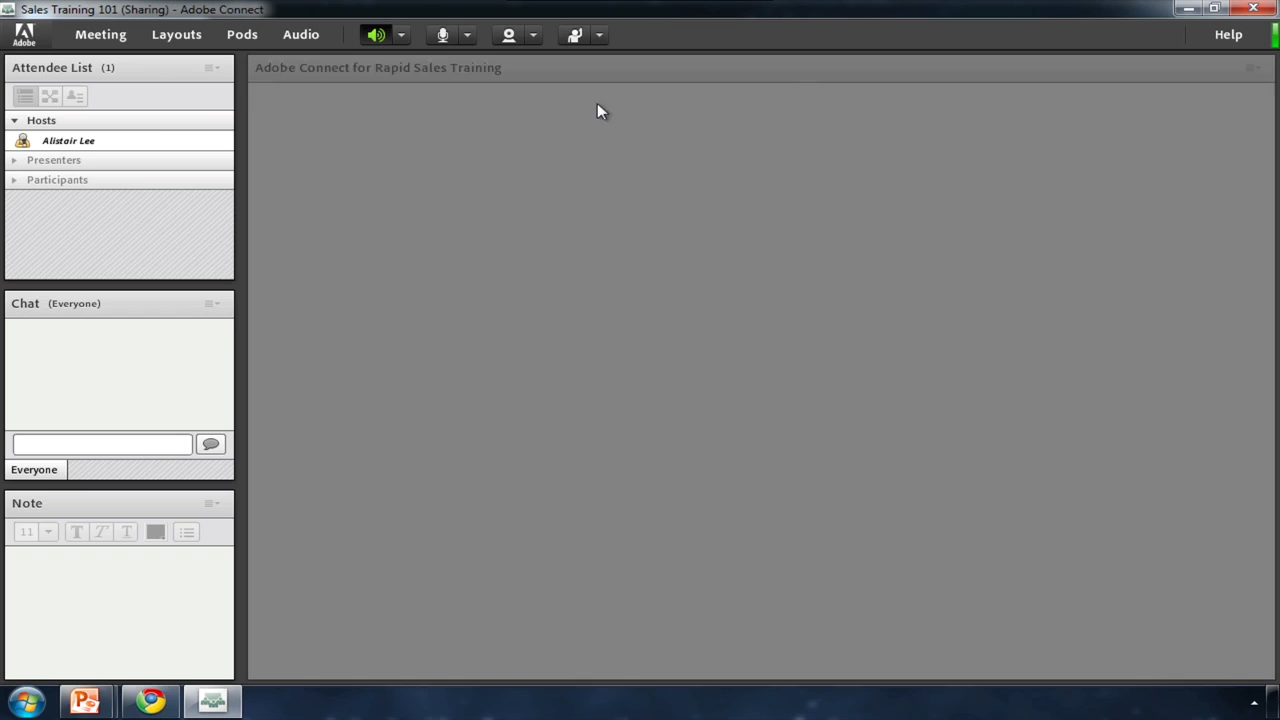 Sales Training 101 (Sharing) - Adobe Connect
Adobe
Meeting Layouts Pods Audio Help
Attendee List (1)
Hosts
Alistair Lee
Presenters
Participants
Chat (Everyone)
Everyone
Note
11 T T T
Adobe Connect for Rapid Sales Training